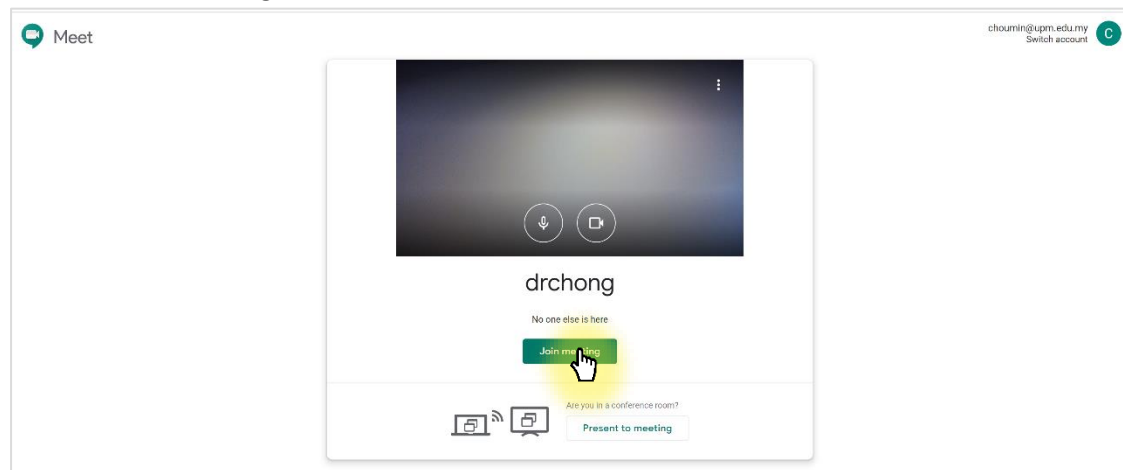 Meet
choumin@upm.edu.my
Switch account
C
drchong
No one else is here
Join meeting
Are you in a conference room?
Present to meeting